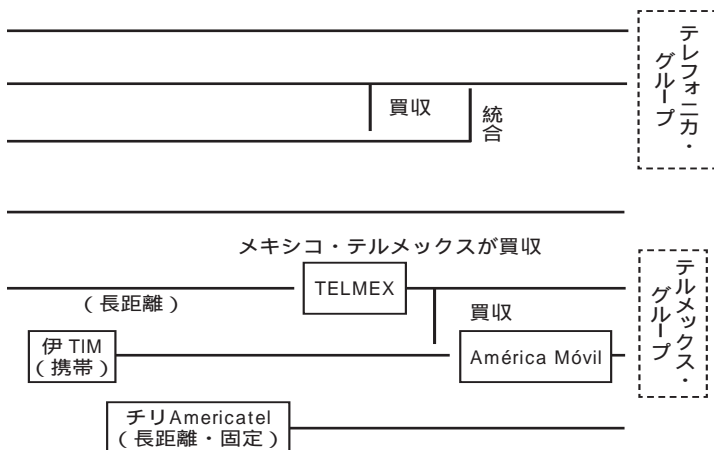 テレフォニカ・
グループ
買収
統合
メキシコ・テルメックスが買収
TELMEX
(長距離)
買収
テルメックス・
グループ
伊 TIM
(携帯)
América Móvil
チリAmericatel
(長距離・固定)